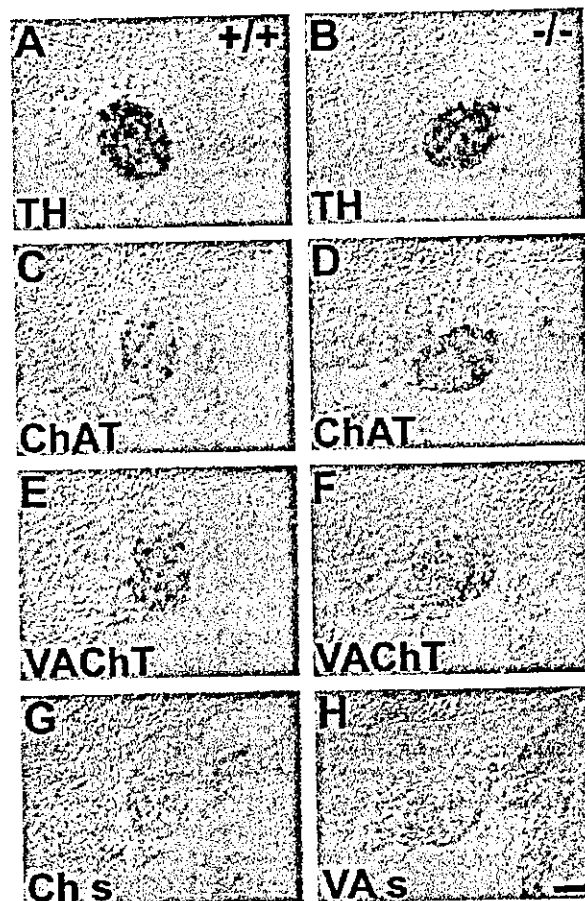 A +/+ B -/-
TH TH
C D
ChAT ChAT
E F
VAChT VAChT
G H
Ch s VA s